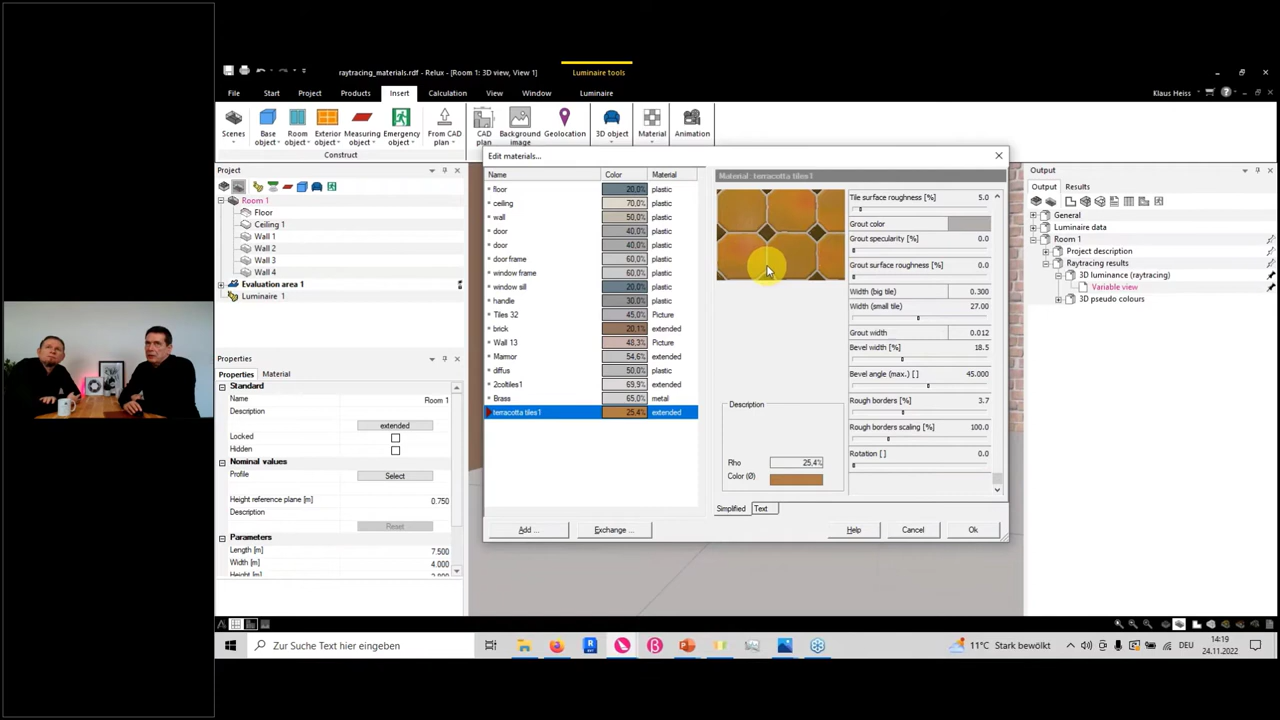 raytracing_materials.rdf - Relux - [Room 1: 3D view, View 1]
Luminaire tools
File Start Project Products Insert View Calculation Window Luminaire
Klaus Heiss
Scenes
Base object
Room object
Exterior object
Measuring object
Emergency object
From CAD plan
CAD plan
Background image
Geolocation
3D object
Material
Animation
Construct
Insert
Project
Room 1
Floor
Ceiling 1
Wall 1
Wall 2
Wall 3
Wall 4
Evaluation area 1
Luminaire 1
Properties
Properties Material
Standard
Room 1
Description
extended
Locked
Hidden
Nominal values
Profile Select
Height reference plane [m] 0.750
Description
Reset
Parameters
Length [m] 7.500
Width [m] 4.000
Edit materials...
Name Color Material
floor 20,0% plastic
ceiling 70,0% plastic
wall 50,0% plastic
door 40,0% plastic
door 40,0% plastic
door frame 60,0% plastic
window frame 60,0% plastic
window sill 20,0% plastic
handle 30,0% plastic
Tiles 32 45,0% Picture
brick 20,1% extended
Wall 13 48,3% Picture
Mamor 54,6% extended
diffus 50,0% plastic
2coltiles1 69,9% extended
Brass 65,0% metal
terracotta tiles1 25,4% extended
Add ...
Exchange ...
Material: terracotta tiles1
Tile surface roughness [%] 5.0
Grout color
Grout specularity [%] 0.0
Grout surface roughness [%] 0.0
Width (big tile) 0.300
Width (small tile) 27.00
Grout width 0.012
Bevel width [%] 18.5
Bevel angle (max.) [] 45.000
Rough borders [%] 3.7
Rough borders scaling [%] 100.0
Rotation [] 0.0
Description
Rho 25,4%
Color (Ø)
Simplified Text
Help Cancel Ok
Output
Output Results
General
Luminaire data
Room 1
Project description
Raytracing results
3D luminance (raytracing)
Variable view
3D pseudo colours
Zur Suche Text hier eingeben
11°C Stark bewölkt
DEU
14:19
24.11.2022